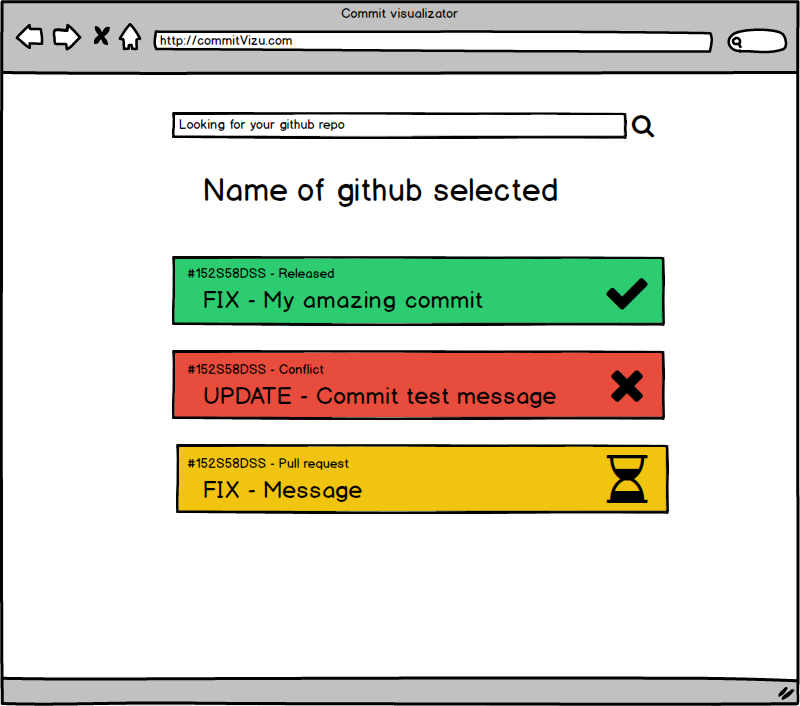 Commit visualizator
http://commitVizu.com
Looking for your github repo
Name of github selected
#152S58DSS - Released
FIX - My amazing commit
#152S58DSS - Conflict
UPDATE - Commit test message
#152S58DSS - Pull request
FIX - Message